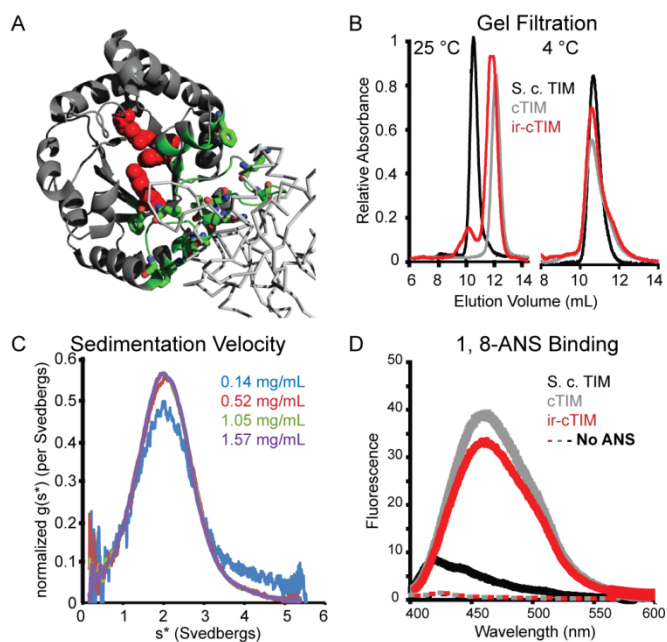 A
B
Gel Filtration
25 °C
4 °C
S. c. TIM
cTIM
ir-cTIM
Relative Absorbance
1
0.8
0.6
0.4
0.2
0
6 8 10 12 14 8 10 12 14
Elution Volume (mL)
C
Sedimentation Velocity
0.14 mg/mL
0.52 mg/mL
1.05 mg/mL
1.57 mg/mL
normalized g(s*) (per Svedbergs)
0.6
0.5
0.4
0.3
0.2
0.1
0
0 1 2 3 4 5 6
s* (Svedbergs)
D
1, 8-ANS Binding
S. c. TIM
cTIM
ir-cTIM
No ANS
Fluorescence
50
40
30
20
10
0
400 450 500 550 600
Wavelength (nm)